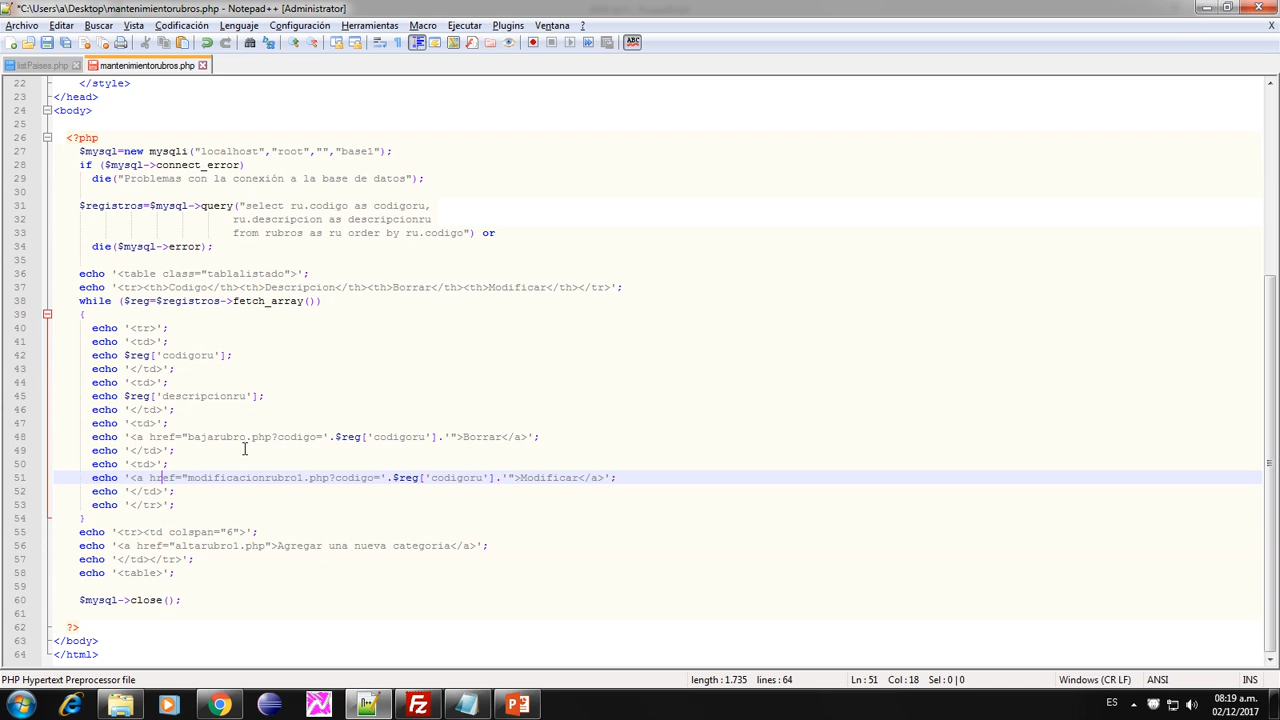 *C:\Users\a\Desktop\mantenimientorubros.php - Notepad++ [Administrator]
Archivo Editar Buscar Vista Codificación Lenguaje Configuración Herramientas Macro Ejecutar Plugins Ventana ?
listPaises.php mantenimientorubros.php
22 </style>
23 </head>
24 <body>
25
26 <?php
27 $mysql=new mysqli("localhost","root","","base1");
28 if ($mysql->connect_error)
29 die("Problemas con la conexión a la base de datos");
30
31 $registros=$mysql->query("select ru.codigo as codigoru,
32 ru.descripcion as descripcionru
33 from rubros as ru order by ru.codigo") or
34 die($mysql->error);
35
36 echo '<table class="tablalistado">';
37 echo '<tr><th>Codigo</th><th>Descripcion</th><th>Borrar</th><th>Modificar</th></tr>';
38 while ($reg=$registros->fetch_array())
39 {
40 echo '<tr>';
41 echo '<td>';
42 echo $reg['codigoru'];
43 echo '</td>';
44 echo '<td>';
45 echo $reg['descripcionru'];
46 echo '</td>';
47 echo '<td>';
48 echo '<a href="bajarubro.php?codigo='.$reg['codigoru'].'">Borrar</a>';
49 echo '</td>';
50 echo '<td>';
51 echo '<a href="modificacionrubro1.php?codigo='.$reg['codigoru'].'">Modificar</a>';
52 echo '</td>';
53 echo '</tr>';
54 }
55 echo '<tr><td colspan="6">';
56 echo '<a href="altarubro1.php">Agregar una nueva categoria</a>';
57 echo '</td></tr>';
58 echo '<table>';
59
60 $mysql->close();
61
62 ?>
63 </body>
64 </html>
PHP Hypertext Preprocessor file length : 1.735 lines : 64 Ln : 51 Col : 18 Sel : 0 | 0 Windows (CR LF) ANSI INS
ES 08:19 a.m.
02/12/2017